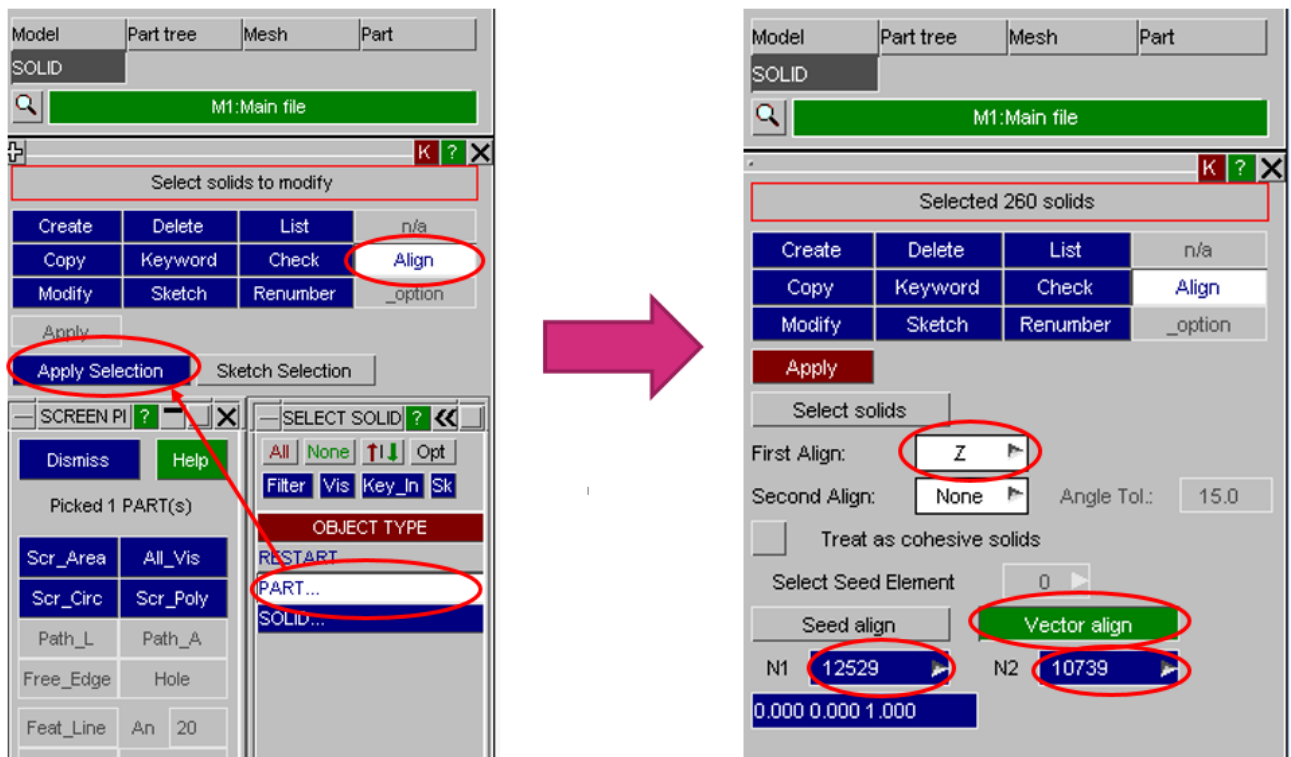 Model Part tree Mesh Part
SOLID
M1:Main file
K ? X
Select solids to modify
Create Delete List n/a
Copy Keyword Check Align
Modify Sketch Renumber _option
Apply
Apply Selection Sketch Selection
SCREEN PI ? X
Dismiss Help
Picked 1 PART(s)
Scr_Area All_Vis
Scr_Circ Scr_Poly
Path_L Path_A
Free_Edge Hole
Feat_Line An 20
SELECT SOLID ?
All None Opt
Filter Vis Key_In Sk
OBJECT TYPE
RESTART
PART...
SOLID...
Model Part tree Mesh Part
SOLID
M1:Main file
K ? X
Selected 260 solids
Create Delete List n/a
Copy Keyword Check Align
Modify Sketch Renumber _option
Apply
Select solids
First Align: Z
Second Align: None Angle Tol.: 15.0
Treat as cohesive solids
Select Seed Element 0
Seed align Vector align
N1 12529 N2 10739
0.000 0.000 1.000